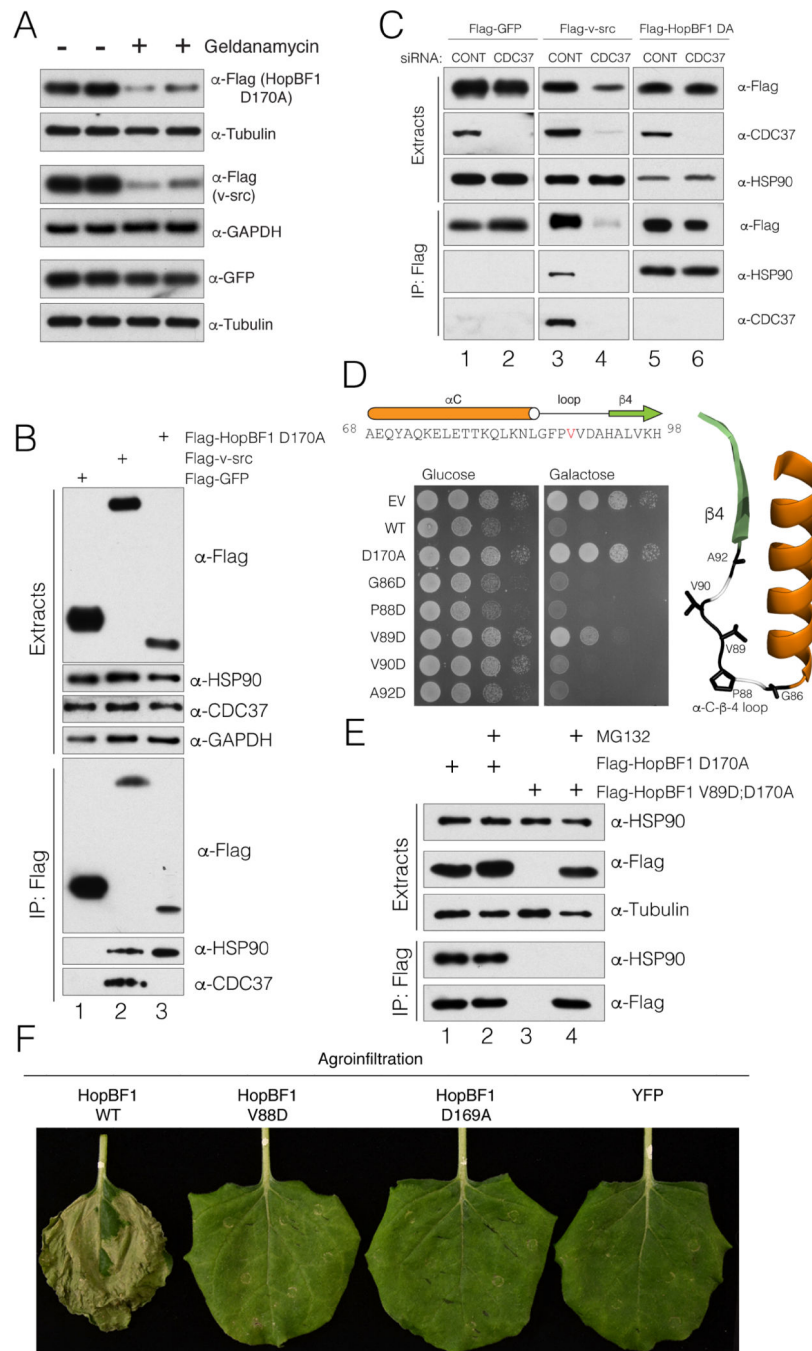 A
- - + + Geldanamycin
α-Flag (HopBF1
D170A)
α-Tubulin
α-Flag
(v-src)
α-GAPDH
α-GFP
α-Tubulin
B
+ Flag-HopBF1 D170A
+ Flag-v-src
+ Flag-GFP
Extracts
α-Flag
α-HSP90
α-CDC37
α-GAPDH
IP: Flag
α-Flag
α-HSP90
α-CDC37
1 2 3
C
Flag-GFP Flag-v-src Flag-HopBF1 DA
siRNA: CONT CDC37 CONT CDC37 CONT CDC37
Extracts
α-Flag
α-CDC37
α-HSP90
IP: Flag
α-Flag
α-HSP90
α-CDC37
1 2 3 4 5 6
D
αC loop β4
68 AEQYAQKELETTKQLKNLGFPVVDAHALVKH 98
Glucose Galactose
EV
WT
D170A
G86D
P88D
V89D
V90D
A92D
β4
A92
V90
V89
P88
G86
α-C-β-4 loop
E
+ + MG132
+ + Flag-HopBF1 D170A
+ + Flag-HopBF1 V89D;D170A
Extracts
α-HSP90
α-Flag
α-Tubulin
IP: Flag
α-HSP90
α-Flag
1 2 3 4
F
Agroinfiltration
HopBF1 HopBF1 HopBF1 YFP
WT V88D D169A